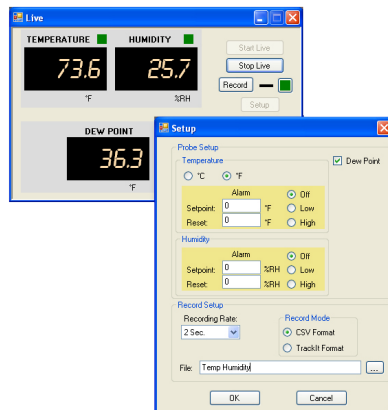 Live
TEMPERATURE HUMIDITY
Start Live
73.6 25.7
Stop Live
Record
°F %RH
Setup
DEW POINT
36.3
°F
Setup
Probe Setup
Temperature
Dew Point
°C °F
Alarm Off
Setpoint: 0 °F Low
Reset: 0 °F High
Humidity
Alarm Off
Setpoint: 0 %RH Low
Reset: 0 %RH High
Record Setup
Recording Rate: Record Mode
2 Sec. CSV Format
TrackIt Format
File: Temp Humidity ...
OK Cancel